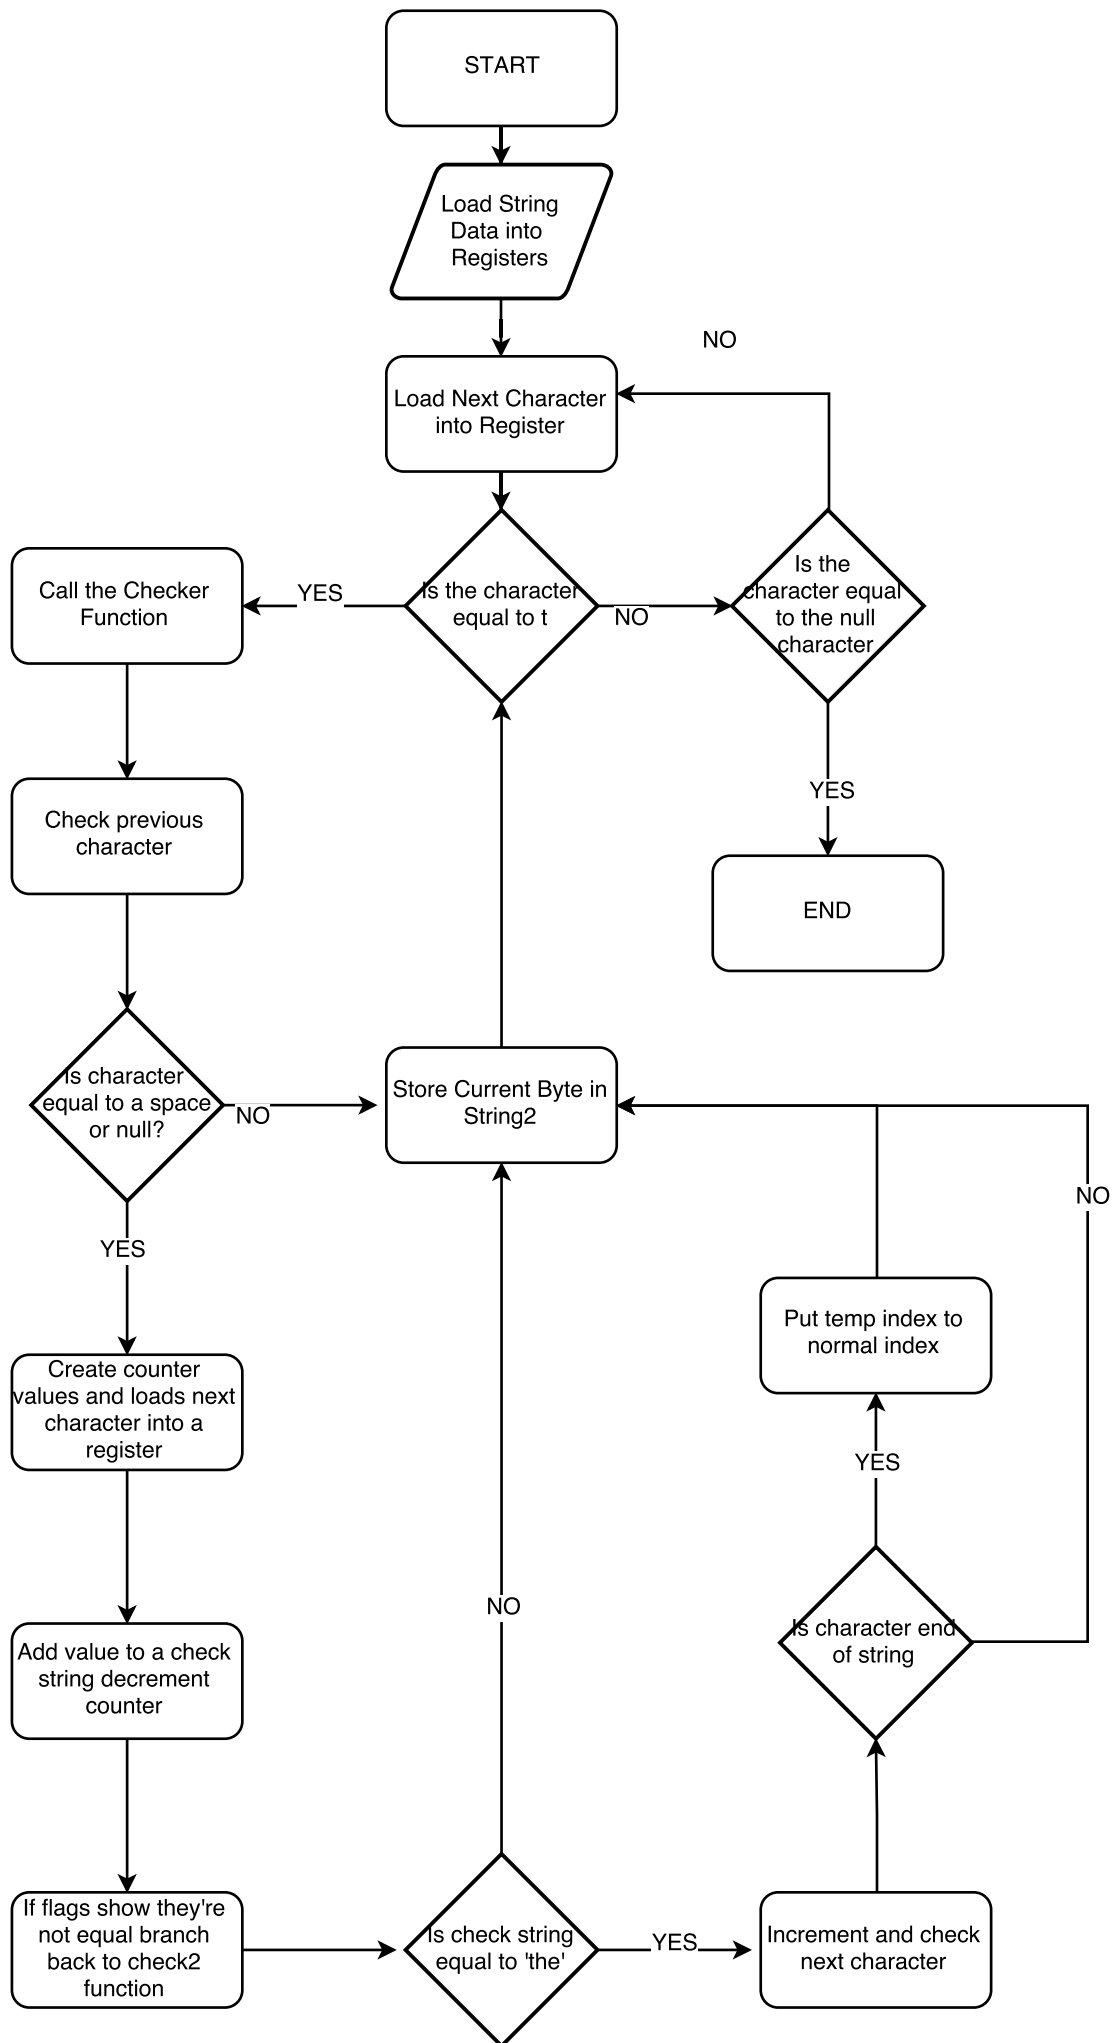 START
Load String
Data into
Registers
NO
Load Next Character
into Register
Call the Checker
Function
YES
Is the character
equal to t
NO
Is the
character equal
to the null
character
YES
Check previous
character
END
Is character
equal to a space
or null?
NO
Store Current Byte in
String2
NO
YES
Put temp index to
normal index
Create counter
values and loads next
character into a
register
YES
NO
Is character end
of string
Add value to a check
string decrement
counter
If flags show they're
not equal branch
back to check2
function
Is check string
equal to 'the'
YES
Increment and check
next character